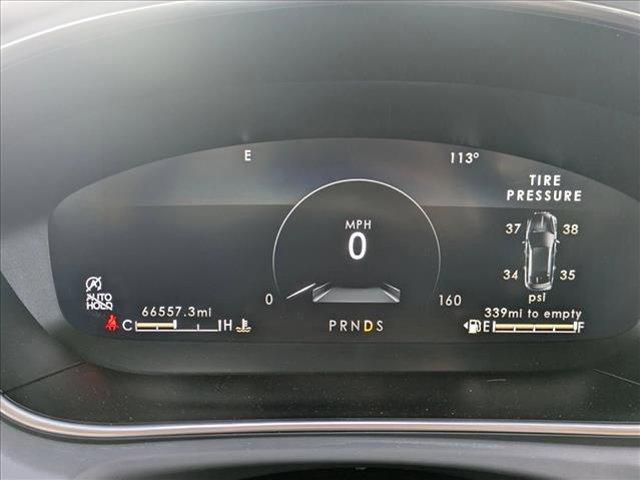 E
113°
TIRE
PRESSURE
37 38
34 35
psi
MPH
0
0 160
AUTO
HOLD
66557.3mi
C H
PRNDS
339mi to empty
E F